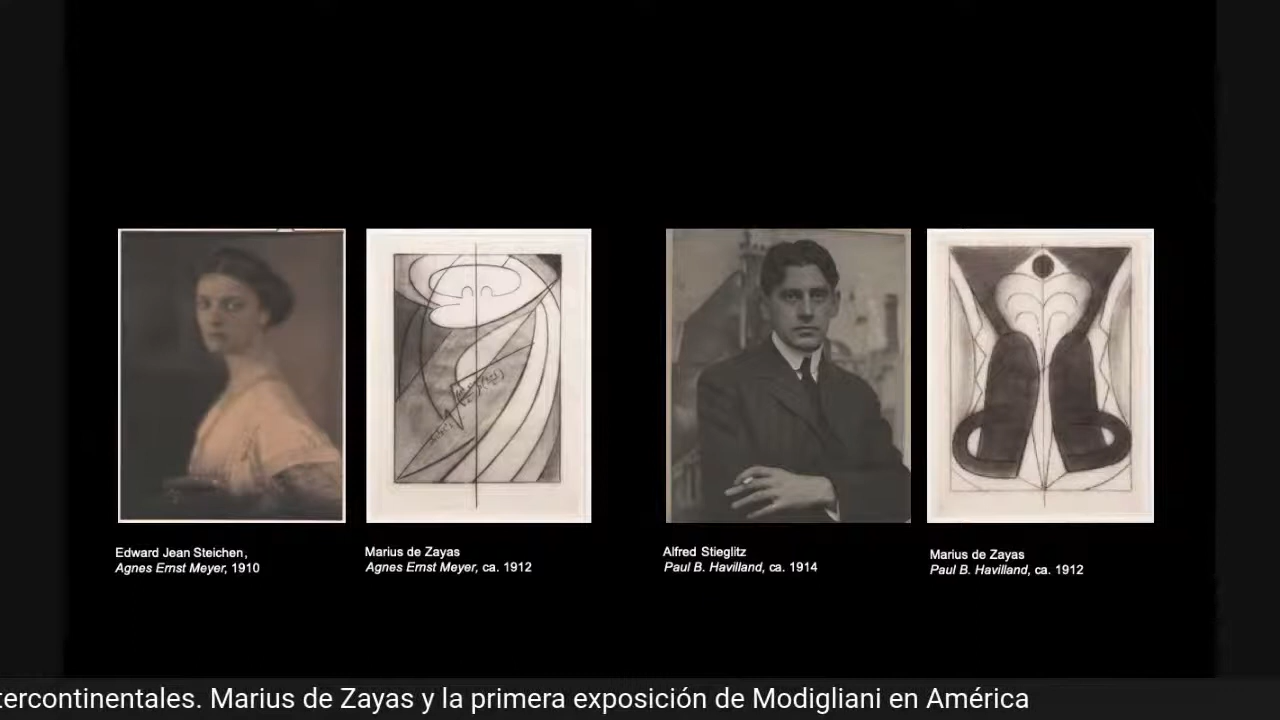 Edward Jean Steichen,
Agnes Ernst Meyer, 1910
Marius de Zayas
Agnes Ernst Meyer, ca. 1912
Alfred Stieglitz
Paul B. Havilland, ca. 1914
Marius de Zayas
Paul B. Havilland, ca. 1912
tercontinentales. Marius de Zayas y la primera exposición de Modigliani en América